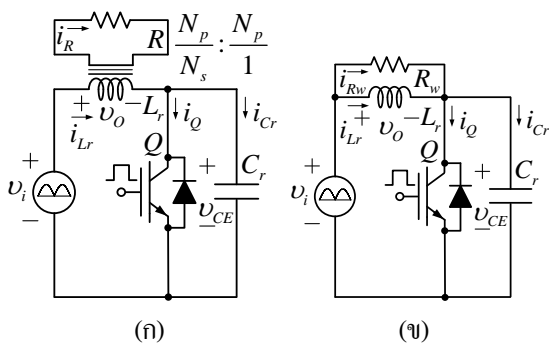 i_R R N_p/N_s : N_p/1
+ υ_O − L_r
i_Lr i_Q i_Cr
Q
+ υ_i −
+ υ_CE −
C_r
(ก)
i_Rw R_w
+ υ_O − L_r
i_Lr i_Q i_Cr
Q
+ υ_i −
+ υ_CE −
C_r
(ข)